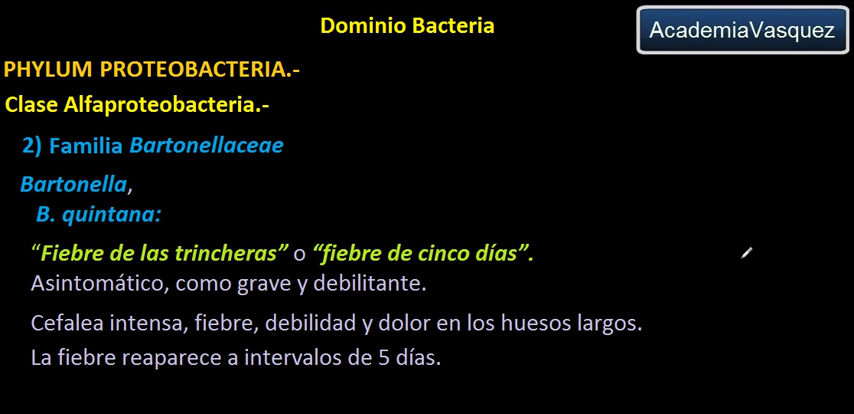 Dominio Bacteria
AcademiaVasquez
PHYLUM PROTEOBACTERIA.-
Clase Alfaproteobacteria.-
2) Familia Bartonellaceae
Bartonella,
B. quintana:
“Fiebre de las trincheras” o “fiebre de cinco días”.
Asintomático, como grave y debilitante.
Cefalea intensa, fiebre, debilidad y dolor en los huesos largos.
La fiebre reaparece a intervalos de 5 días.